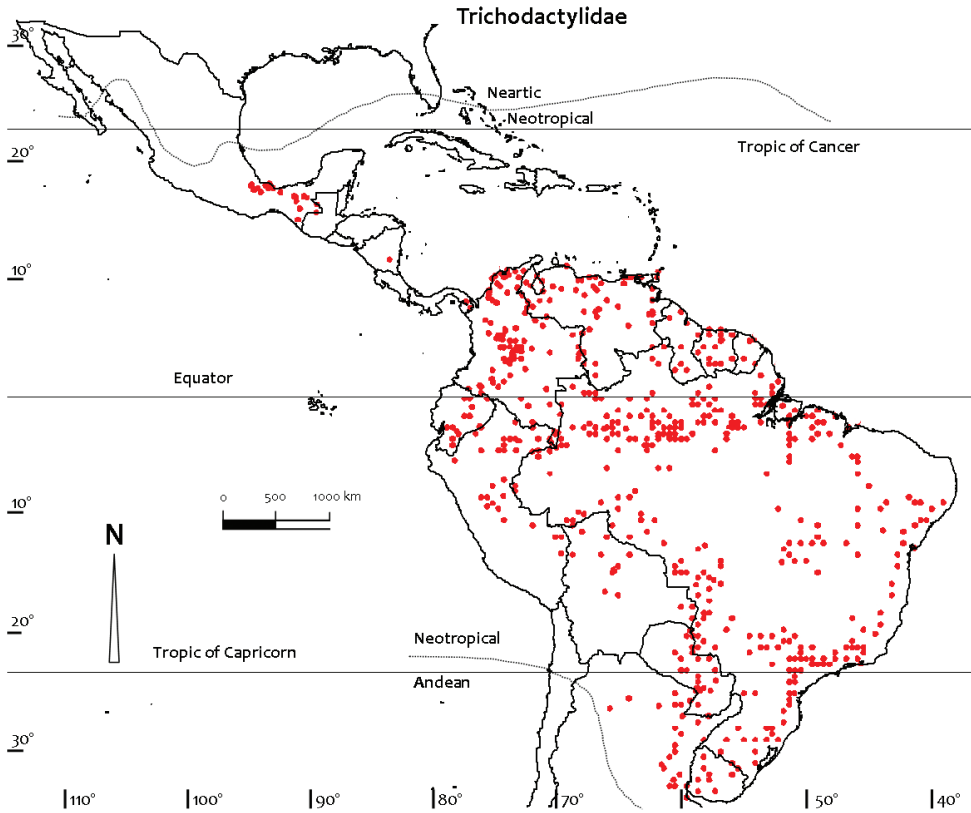 Trichodactylidae
30°
Neartic
Neotropical
Tropic of Cancer
20°
10°
Equator
0 500 1000 km
10°
N
20°
Neotropical
Tropic of Capricorn
Andean
30°
110° 100° 90° 80° 70° 60° 50° 40°